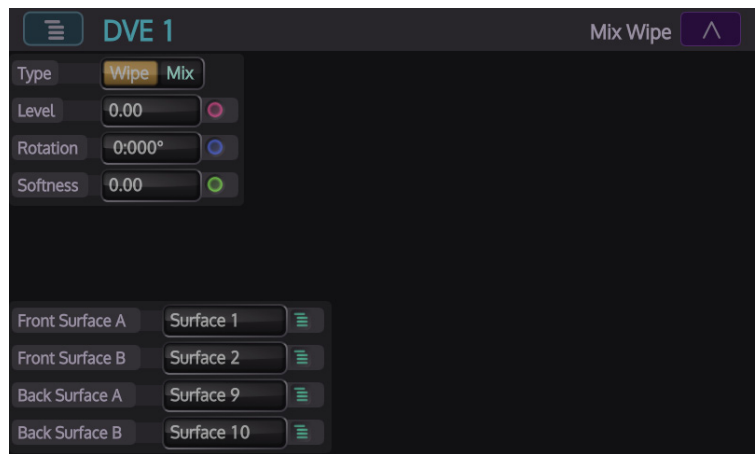 DVE 1 Mix Wipe
Type Wipe Mix
Level 0.00
Rotation 0:000°
Softness 0.00
Front Surface A Surface 1
Front Surface B Surface 2
Back Surface A Surface 9
Back Surface B Surface 10